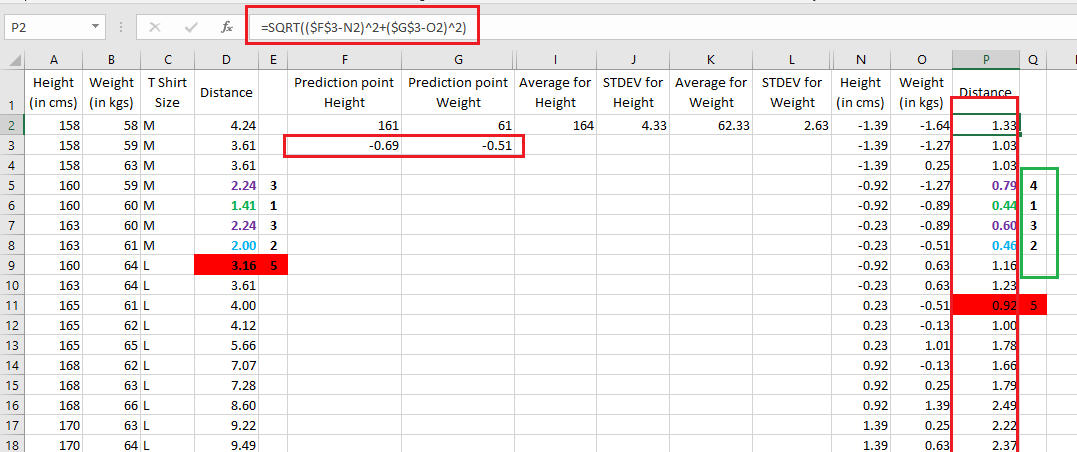 P2 fx =SQRT(($F$3-N2)^2+($G$3-O2)^2)
A B C D E F G I J K L N O P Q
Height Weight T Shirt Prediction point Prediction point Average for STDEV for Average for STDEV for Height Weight
1 (in cms) (in kgs) Size Distance Height Weight Height Height Weight Weight (in cms) (in kgs) Distance
2 158 58 M 4.24 161 61 164 4.33 62.33 2.63 -1.39 -1.64 1.33
3 158 59 M 3.61 -0.69 -0.51 -1.39 -1.27 1.03
4 158 63 M 3.61 -1.39 0.25 1.03
5 160 59 M 2.24 3 -0.92 -1.27 0.79 4
6 160 60 M 1.41 1 -0.92 -0.89 0.44 1
7 163 60 M 2.24 3 -0.23 -0.89 0.60 3
8 163 61 M 2.00 2 -0.23 -0.51 0.46 2
9 160 64 L 3.16 5 -0.92 0.63 1.16
10 163 64 L 3.61 -0.23 0.63 1.23
11 165 61 L 4.00 0.23 -0.51 0.92 5
12 165 62 L 4.12 0.23 -0.13 1.00
13 165 65 L 5.66 0.23 1.01 1.78
14 168 62 L 7.07 0.92 -0.13 1.66
15 168 63 L 7.28 0.92 0.25 1.79
16 168 66 L 8.60 0.92 1.39 2.49
17 170 63 L 9.22 1.39 0.25 2.22
18 170 64 L 9.49 1.39 0.63 2.37